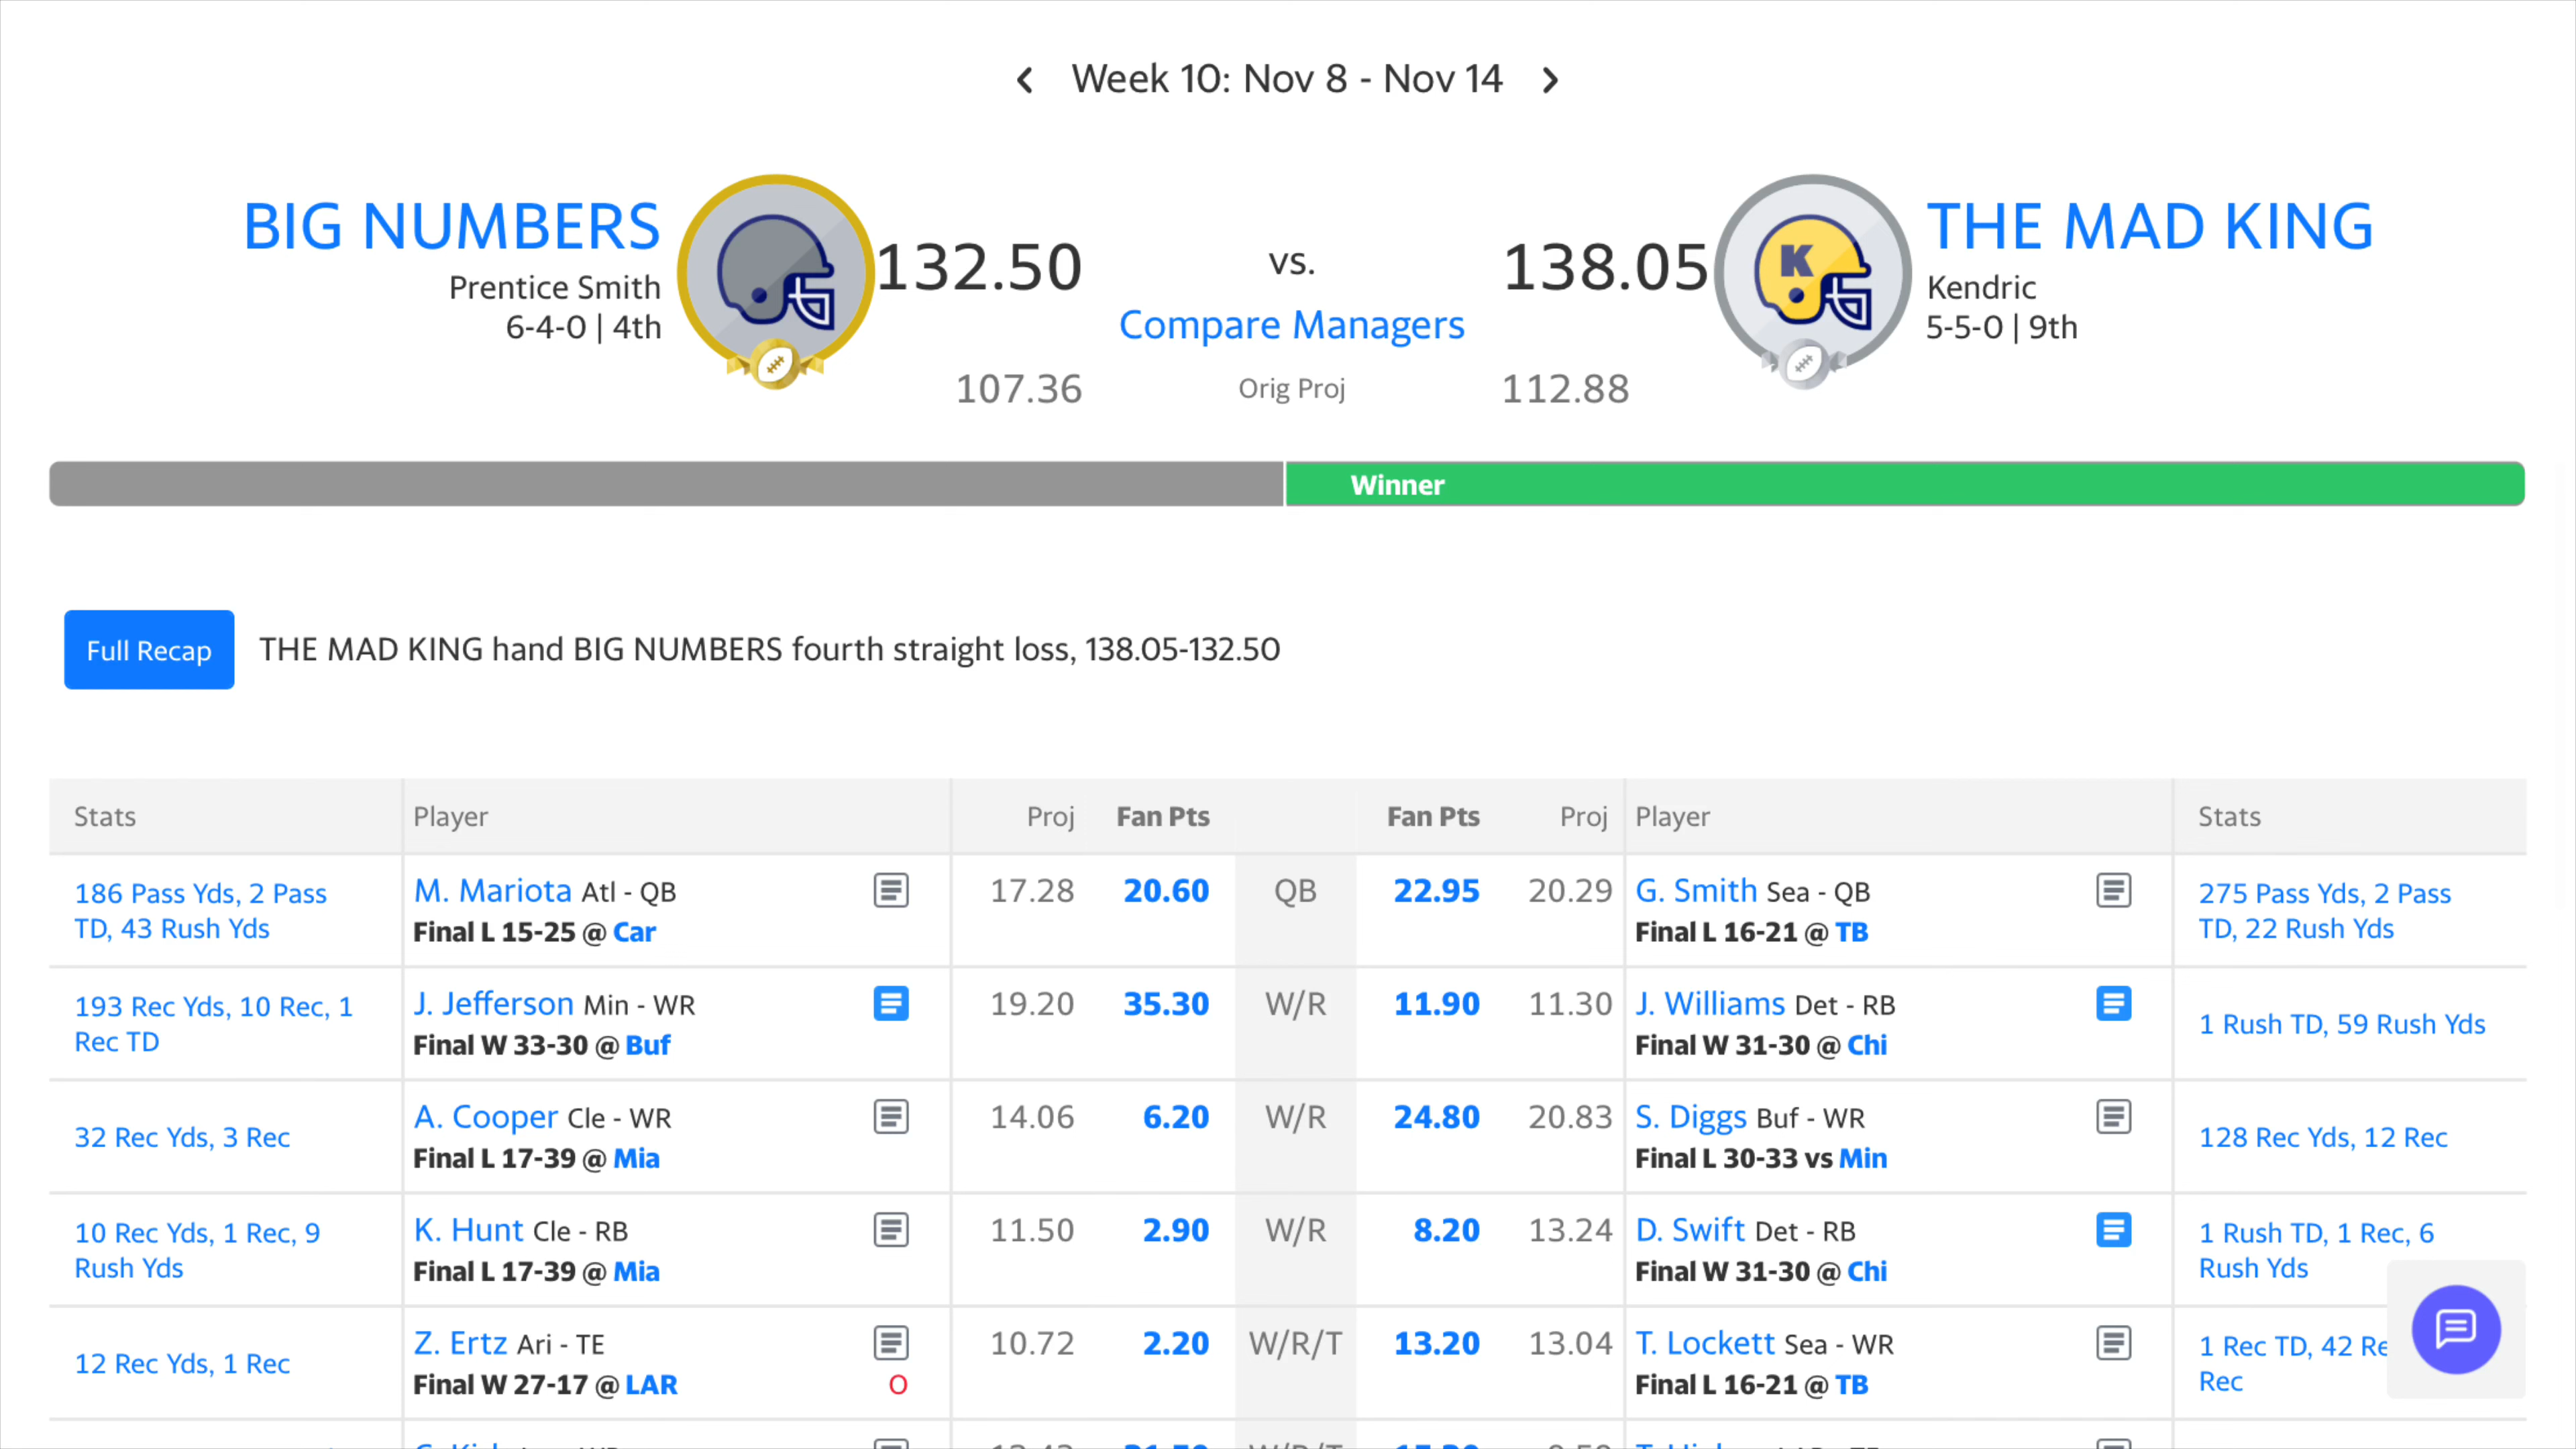 Week 10: Nov 8 - Nov 14
BIG NUMBERS
Prentice Smith
6-4-0 | 4th
132.50
vs.
138.05
K
THE MAD KING
Kendric
5-5-0 | 9th
Compare Managers
107.36 Orig Proj 112.88
Winner
Full Recap THE MAD KING hand BIG NUMBERS fourth straight loss, 138.05-132.50
Stats Player Proj Fan Pts Fan Pts Proj Player Stats
186 Pass Yds, 2 Pass
TD, 43 Rush Yds
M. Mariota Atl - QB
Final L 15-25 @ Car
17.28 20.60 QB 22.95 20.29
G. Smith Sea - QB
Final L 16-21 @ TB
275 Pass Yds, 2 Pass
TD, 22 Rush Yds
193 Rec Yds, 10 Rec, 1
Rec TD
J. Jefferson Min - WR
Final W 33-30 @ Buf
19.20 35.30 W/R 11.90 11.30
J. Williams Det - RB
Final W 31-30 @ Chi
1 Rush TD, 59 Rush Yds
32 Rec Yds, 3 Rec
A. Cooper Cle - WR
Final L 17-39 @ Mia
14.06 6.20 W/R 24.80 20.83
S. Diggs Buf - WR
Final L 30-33 vs Min
128 Rec Yds, 12 Rec
10 Rec Yds, 1 Rec, 9
Rush Yds
K. Hunt Cle - RB
Final L 17-39 @ Mia
11.50 2.90 W/R 8.20 13.24
D. Swift Det - RB
Final W 31-30 @ Chi
1 Rush TD, 1 Rec, 6
Rush Yds
12 Rec Yds, 1 Rec
Z. Ertz Ari - TE
Final W 27-17 @ LAR
O
10.72 2.20 W/R/T 13.20 13.04
T. Lockett Sea - WR
Final L 16-21 @ TB
1 Rec TD, 42
Rec